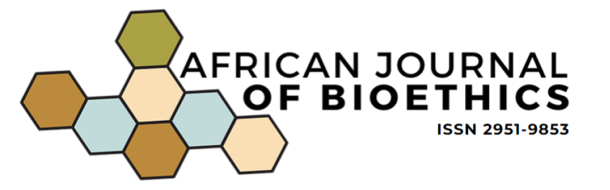 AFRICAN JOURNAL
OF BIOETHICS
ISSN 2951-9853